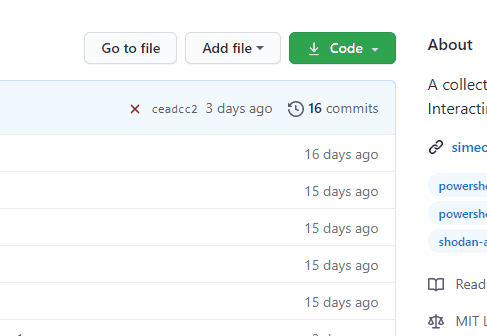 Go to file Add file Code
About
A collect
Interactin
ceadcc2 3 days ago 16 commits
simeo
16 days ago
powershe
15 days ago
powershe
15 days ago
shodan-a
15 days ago
Read
15 days ago
MIT L